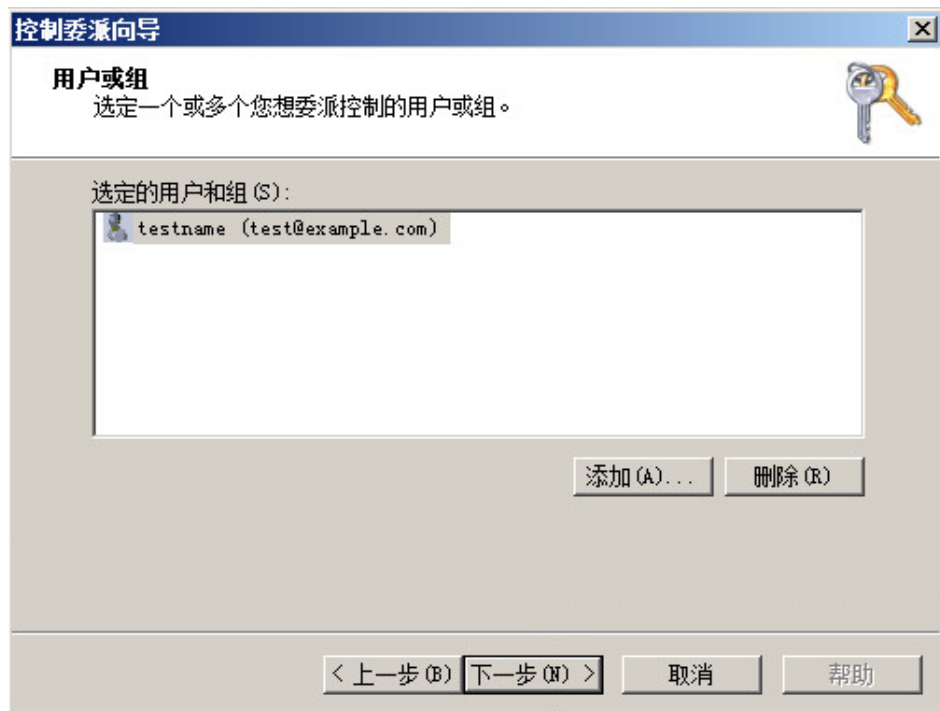 控制委派向导
用户或组
选定一个或多个您想委派控制的用户或组。
选定的用户和组(S):
testname (test@example.com)
添加(A)... 删除(R)
< 上一步(B) 下一步(N) > 取消 帮助